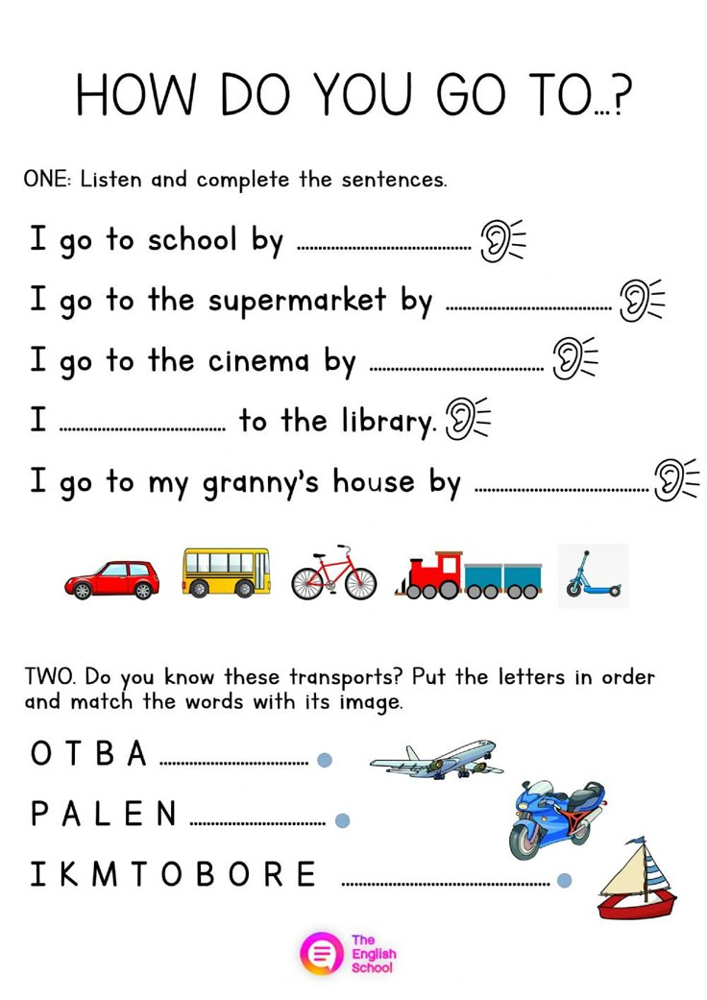 HOW DO YOU GO TO...?
ONE: Listen and complete the sentences.
I go to school by ........................................
I go to the supermarket by ........................................
I go to the cinema by ........................................
I ........................................ to the library.
I go to my granny's house by ........................................
TWO. Do you know these transports? Put the letters in order
and match the words with its image.
O T B A ........................................
P A L E N ........................................
I K M T O B O R E ........................................
The
English
School